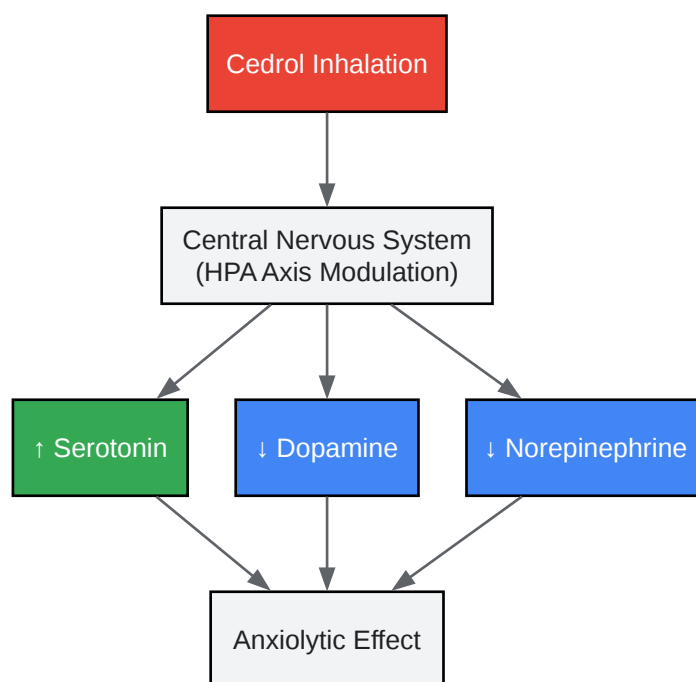 Cedrol Inhalation
Central Nervous System
(HPA Axis Modulation)
↑ Serotonin
↓ Dopamine
↓ Norepinephrine
Anxiolytic Effect